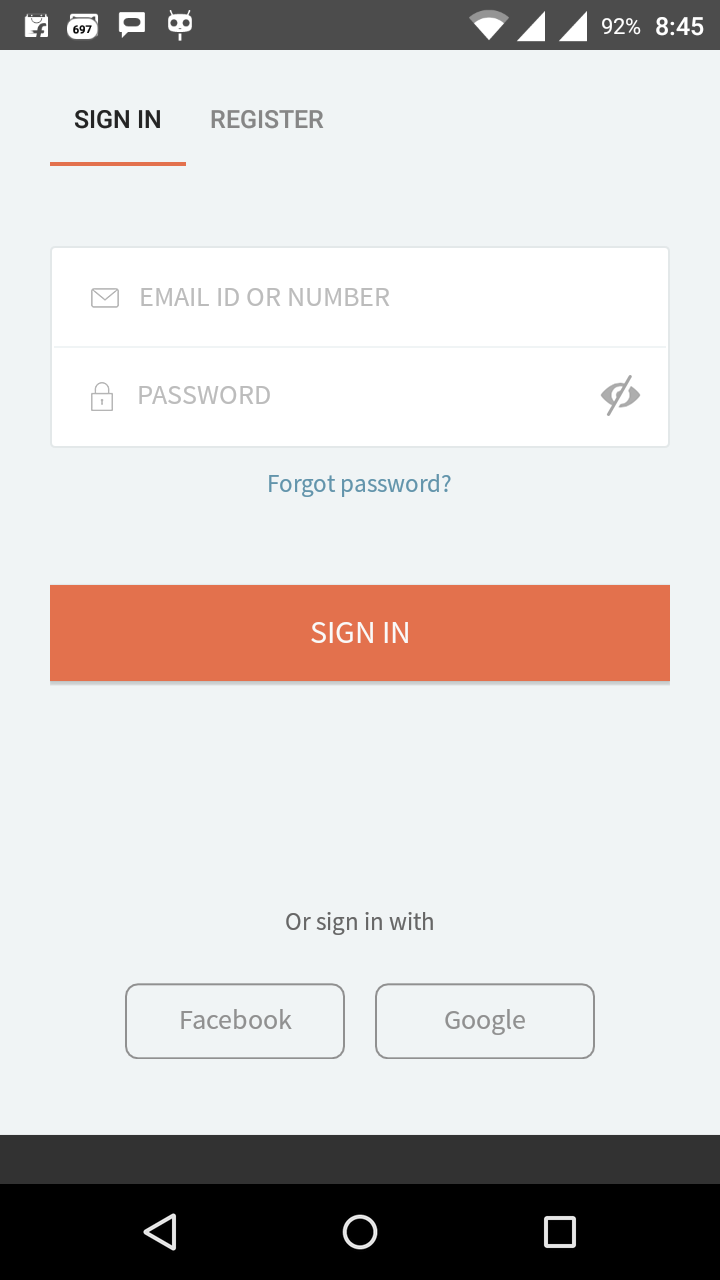 697 92% 8:45
SIGN IN REGISTER
EMAIL ID OR NUMBER
PASSWORD
Forgot password?
SIGN IN
Or sign in with
Facebook Google